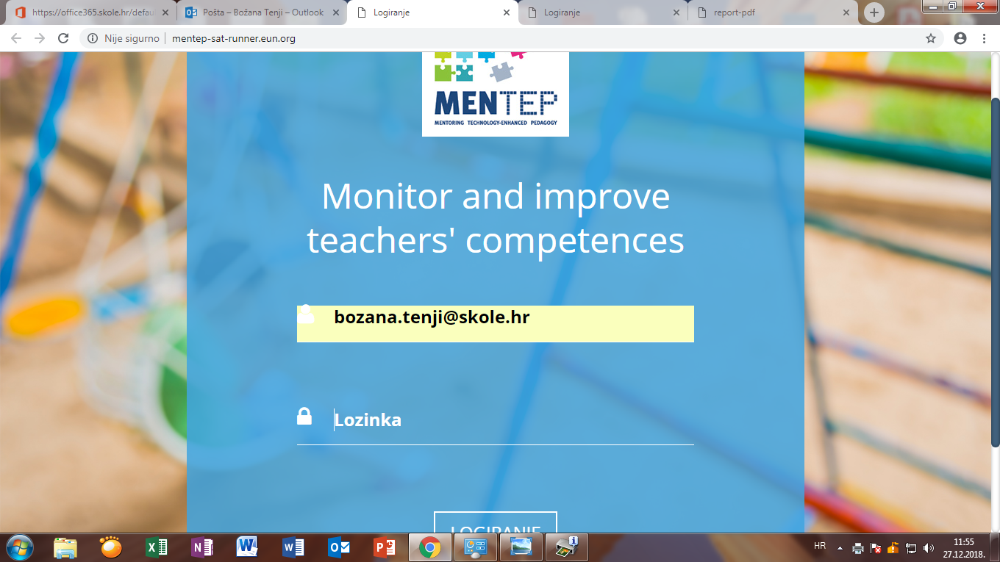 https://office365.skole.hr/defau
Pošta – Božana Tenji – Outlook
Logiranje
Logiranje
report-pdf
Nije sigurno
mentep-sat-runner.eun.org
MENTEP
MENTORING TECHNOLOGY-ENHANCED PEDAGOGY
Monitor and improve
teachers' competences
bozana.tenji@skole.hr
Lozinka
LOGIRANJE
HR
11:55
27.12.2018.